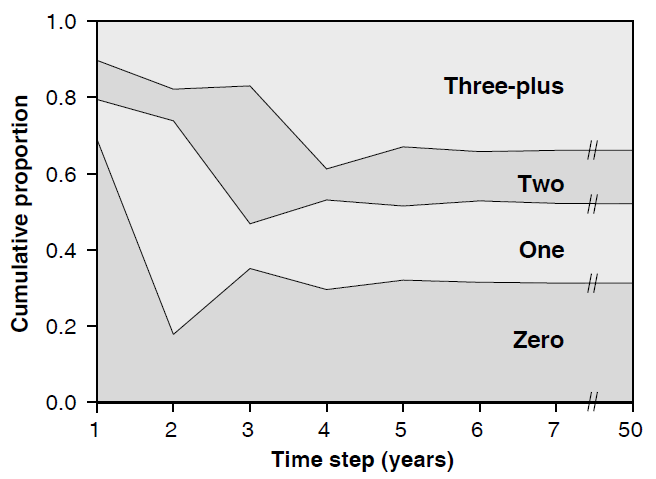 1.0
0.8
0.6
0.4
0.2
0.0
Cumulative proportion
Three-plus
Two
One
Zero
1 2 3 4 5 6 7 50
Time step (years)